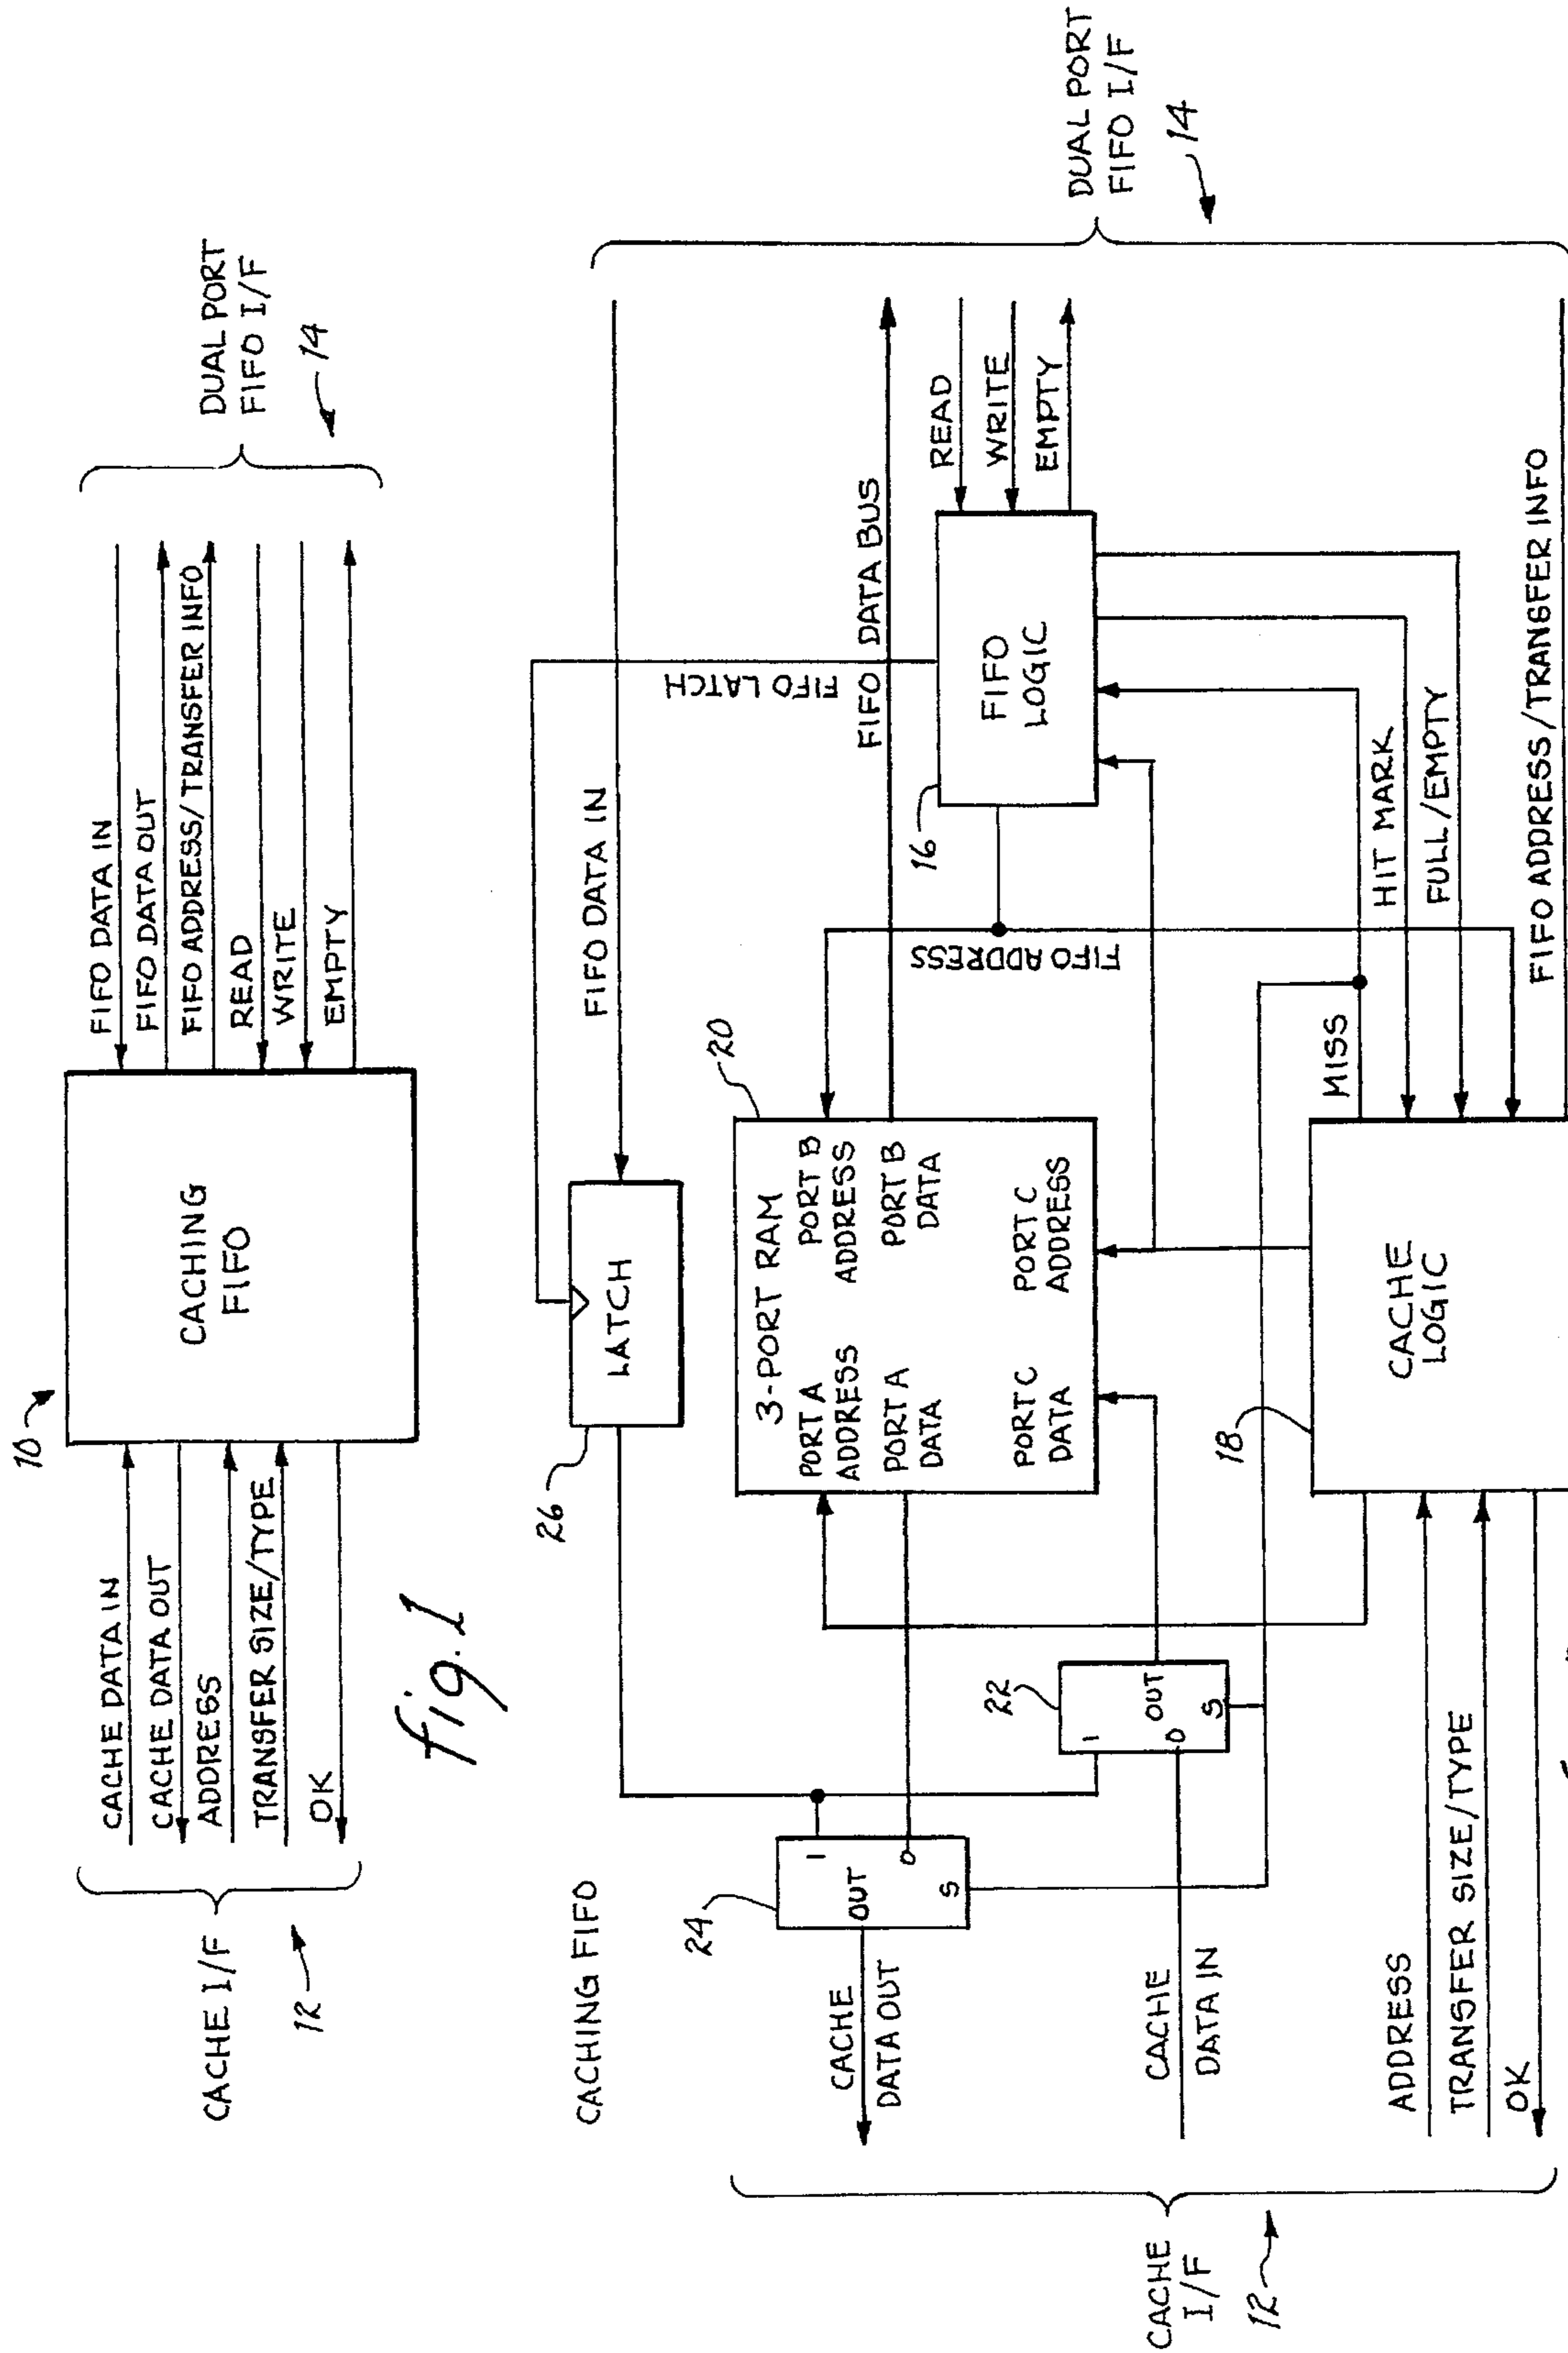 10
CACHING
FIFO
CACHE DATA IN
CACHE DATA OUT
ADDRESS
TRANSFER SIZE/TYPE
OK
CACHE I/F
12
FIFO DATA IN
FIFO DATA OUT
FIFO ADDRESS/TRANSFER INFO
READ
WRITE
EMPTY
DUAL PORT
FIFO I/F
14
fig.1
CACHING FIFO
26
LATCH
FIFO DATA IN
FIFO LATCH
FIFO DATA BUS
20
3-PORT RAM
PORT A
ADDRESS
PORT A
DATA
PORT B
ADDRESS
PORT B
DATA
PORT C
DATA
PORT C
ADDRESS
FIFO ADDRESS
16
FIFO
LOGIC
READ
WRITE
EMPTY
DUAL PORT
FIFO I/F
14
24
1
OUT
0
S
CACHE
DATA OUT
22
1
OUT
0
S
CACHE
DATA IN
CACHE
I/F
12
18
CACHE
LOGIC
MISS
HIT MARK
FULL/EMPTY
FIFO ADDRESS/TRANSFER INFO
ADDRESS
TRANSFER SIZE/TYPE
OK